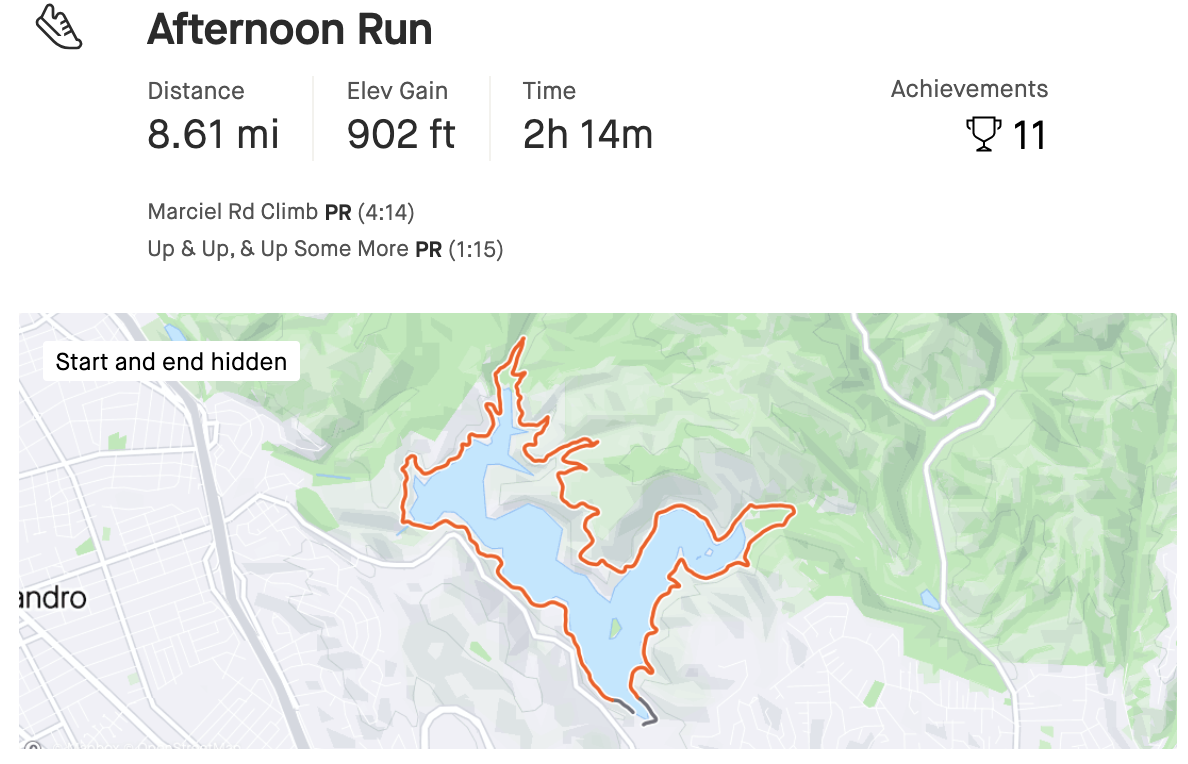 Afternoon Run
Distance
Elev Gain
Time
Achievements
8.61 mi
902 ft
2h 14m
11
Marciel Rd Climb PR (4:14)
Up & Up, & Up Some More PR (1:15)
Start and end hidden
andro